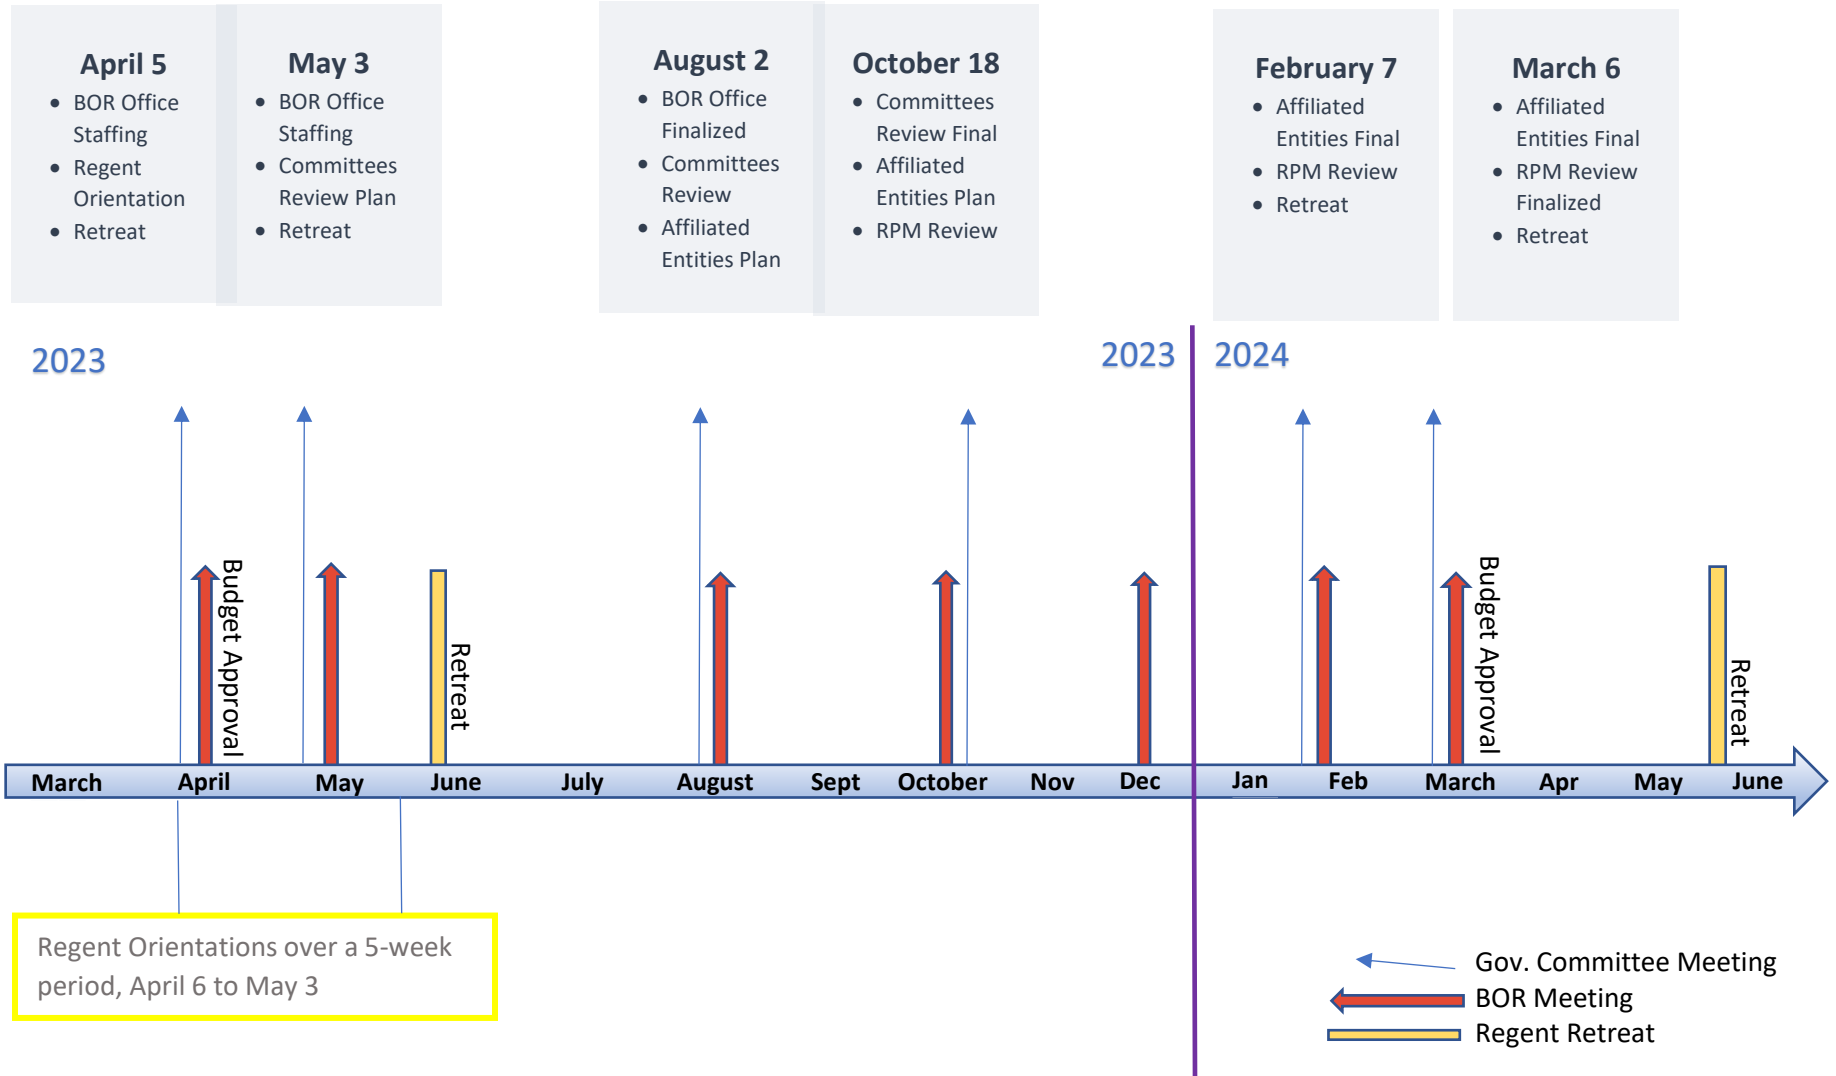 April 5
• BOR Office
Staffing
• Regent
Orientation
• Retreat
May 3
• BOR Office
Staffing
• Committees
Review Plan
• Retreat
August 2
• BOR Office
Finalized
• Committees
Review
• Affiliated
Entities Plan
October 18
• Committees
Review Final
• Affiliated
Entities Plan
• RPM Review
February 7
• Affiliated
Entities Final
• RPM Review
• Retreat
March 6
• Affiliated
Entities Final
• RPM Review
Finalized
• Retreat
2023
2023
2024
Budget Approval
Retreat
Budget Approval
Retreat
March April May June July August Sept October Nov Dec Jan Feb March Apr May June
Regent Orientations over a 5-week
period, April 6 to May 3
Gov. Committee Meeting
BOR Meeting
Regent Retreat